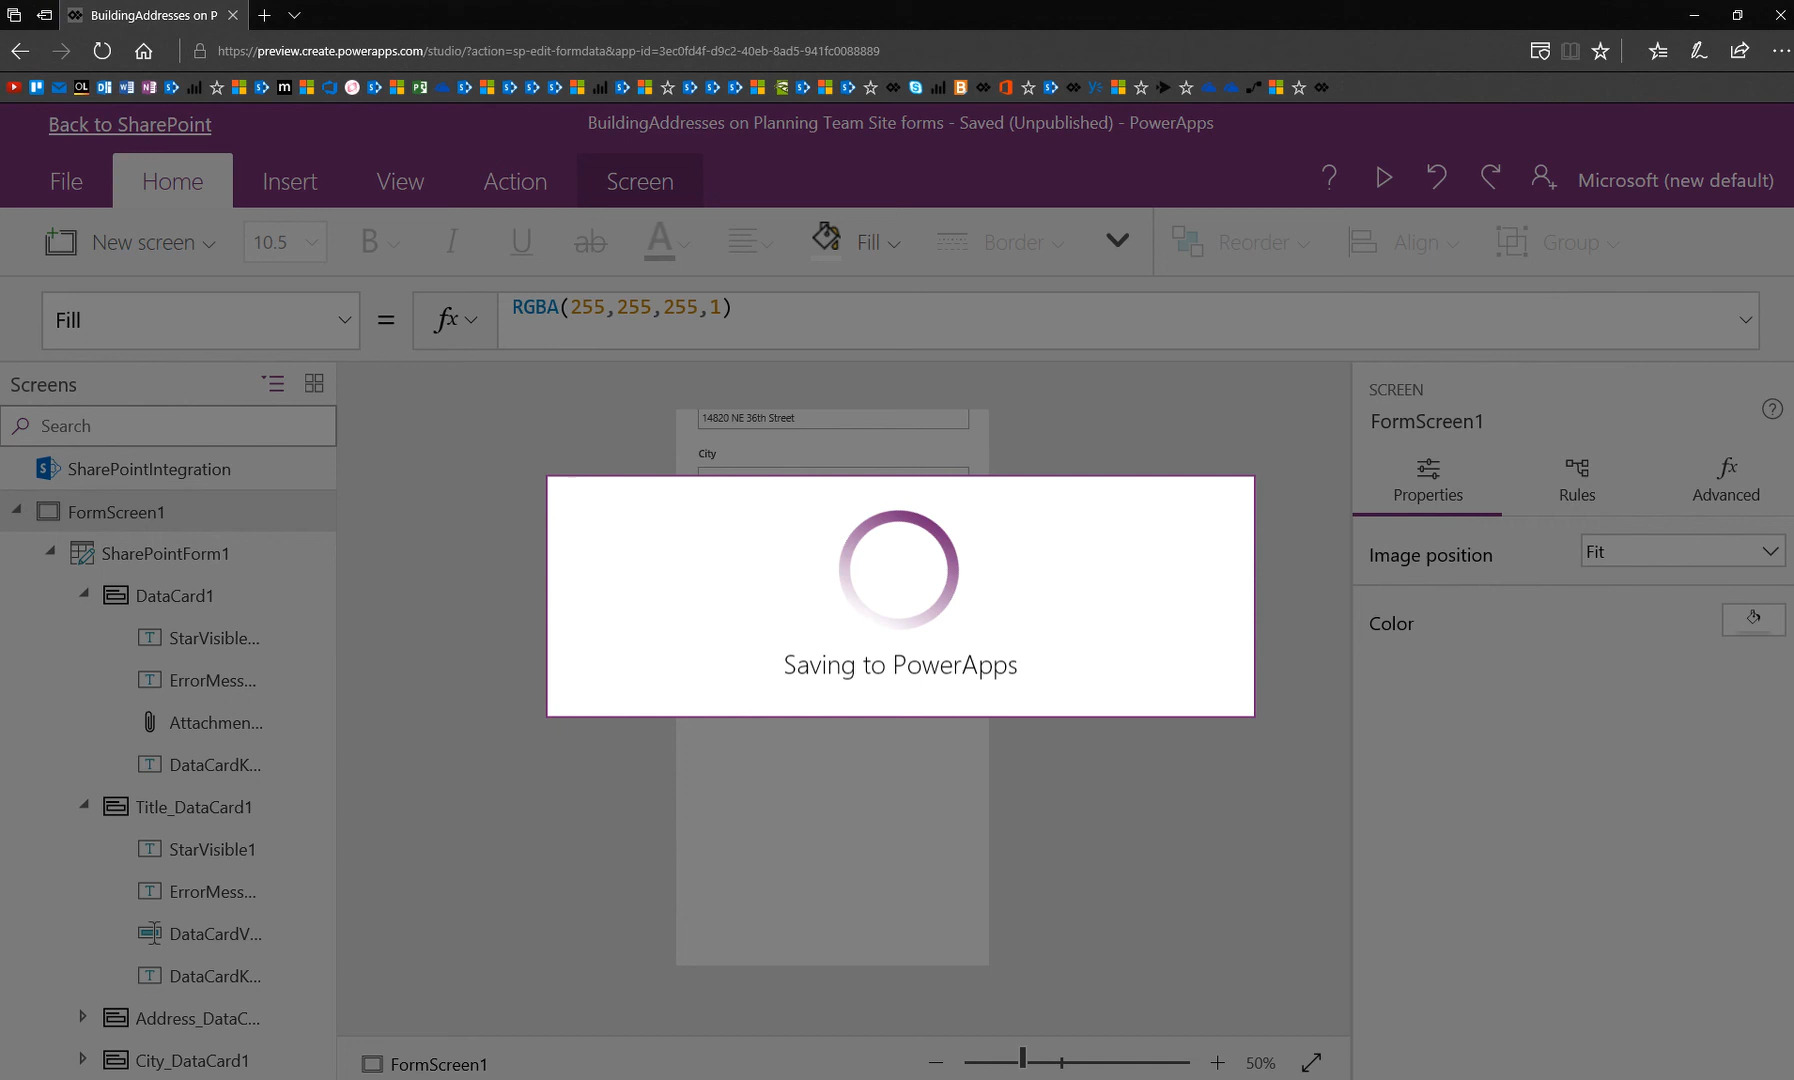 BuildingAddresses on P
https://preview.create.powerapps.com/studio/?action=sp-edit-formdata&app-id=3ec0fd4f-d9c2-40eb-8ad5-941fc0088889
Back to SharePoint
BuildingAddresses on Planning Team Site forms - Saved (Unpublished) - PowerApps
File Home Insert View Action Screen
? Microsoft (new default)
New screen 10.5 B I U ab A Fill Border Reorder Align Group
Fill = fx RGBA(255,255,255,1)
Screens
Search
SharePointIntegration
FormScreen1
SharePointForm1
DataCard1
StarVisible...
ErrorMess...
Attachmen...
DataCardK...
Title_DataCard1
StarVisible1
ErrorMess...
DataCardV...
DataCardK...
Address_DataC...
City_DataCard1
14820 NE 36th Street
City
Saving to PowerApps
FormScreen1
50%
SCREEN
FormScreen1
Properties Rules Advanced
Image position Fit
Color